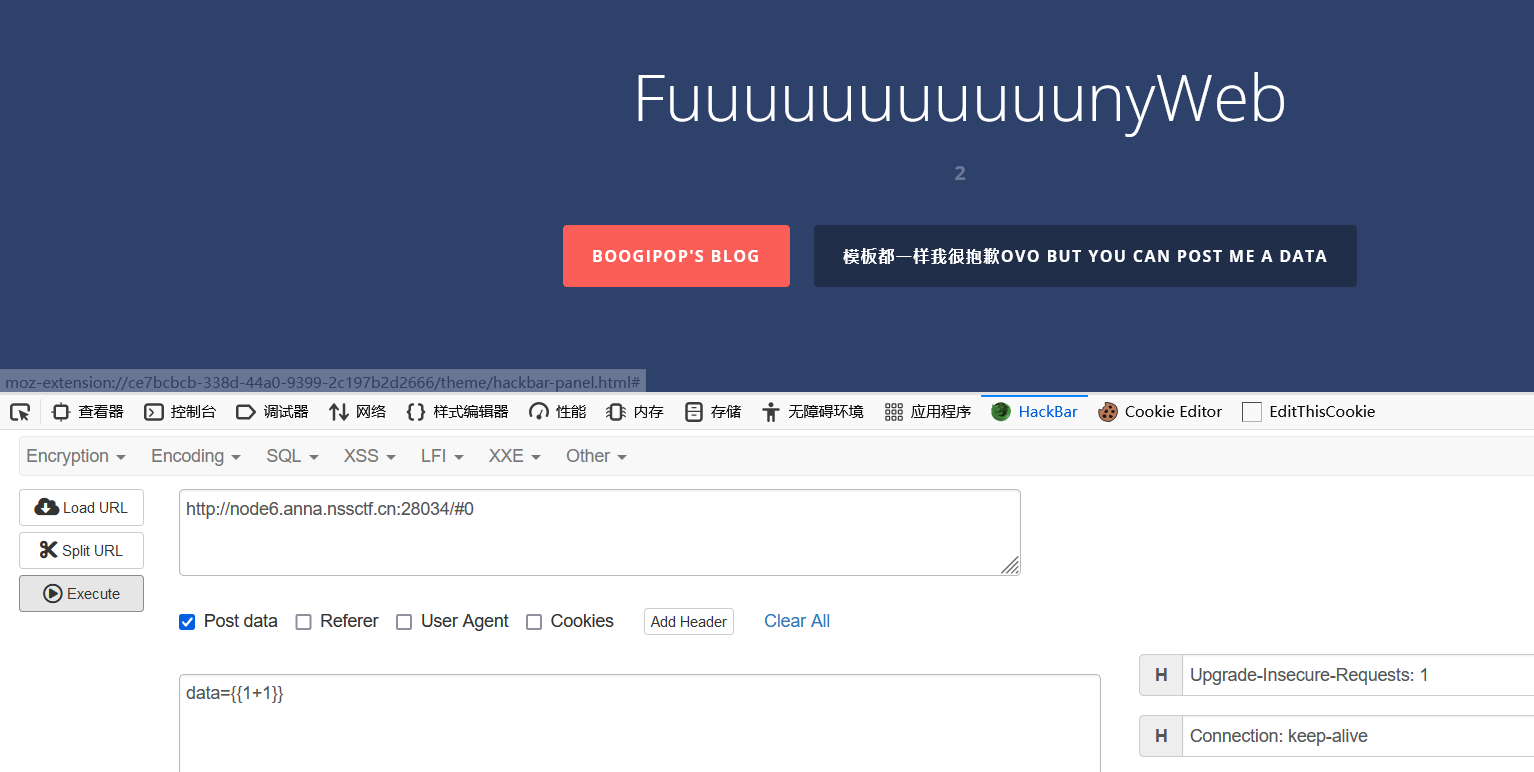 FuuuuuuuuuuunyWeb
2
BOOGIPOP'S BLOG
模板都一样我很抱歉OVO BUT YOU CAN POST ME A DATA
moz-extension://ce7bcbcb-338d-44a0-9399-2c197b2d2666/theme/hackbar-panel.html#
查看器 控制台 调试器 网络 样式编辑器 性能 内存 存储 无障碍环境 应用程序 HackBar Cookie Editor EditThisCookie
Encryption Encoding SQL XSS LFI XXE Other
Load URL
http://node6.anna.nssctf.cn:28034/#0
Split URL
Execute
Post data Referer User Agent Cookies Add Header Clear All
H Upgrade-Insecure-Requests: 1
data={{1+1}}
H Connection: keep-alive